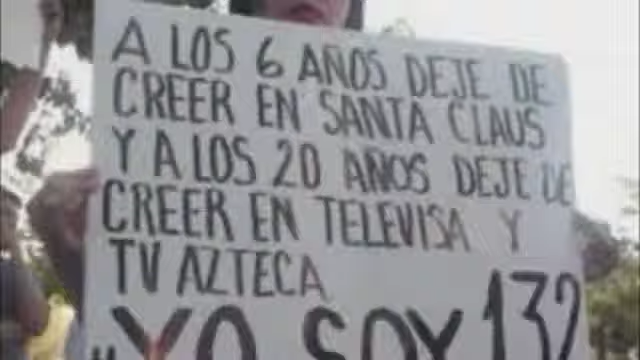 A LOS 6 AÑOS DEJE DE
CREER EN SANTA CLAUS
Y A LOS 20 AÑOS DEJE DE
CREER EN TELEVISA Y
TV AZTECA
"YO SOY 132